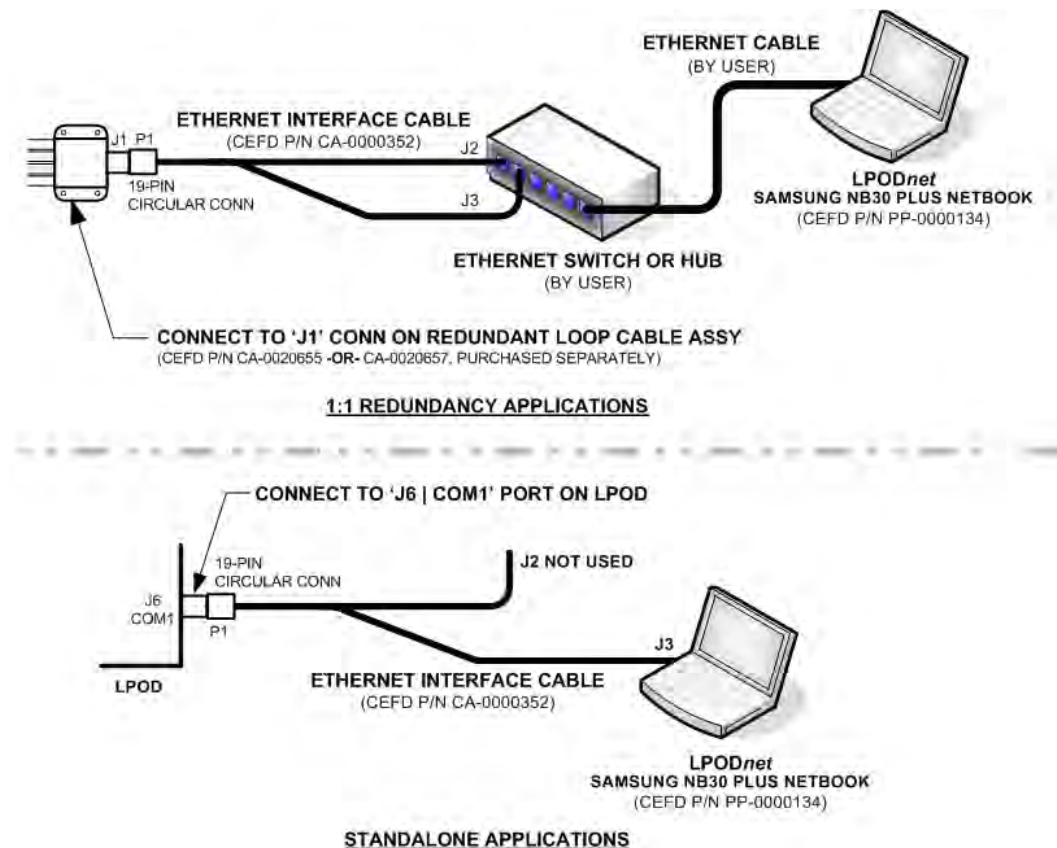 ETHERNET CABLE
(BY USER)
ETHERNET INTERFACE CABLE
(CEFD P/N CA-0000352)
J1 P1
19-PIN
CIRCULAR CONN
J2
J3
LPODnet
SAMSUNG NB30 PLUS NETBOOK
(CEFD P/N PP-0000134)
ETHERNET SWITCH OR HUB
(BY USER)
CONNECT TO 'J1' CONN ON REDUNDANT LOOP CABLE ASSY
(CEFD P/N CA-0020655 -OR- CA-0020657, PURCHASED SEPARATELY)
1:1 REDUNDANCY APPLICATIONS
CONNECT TO 'J6 | COM1' PORT ON LPOD
19-PIN
CIRCULAR CONN
J2 NOT USED
J6
COM1
P1
J3
LPOD
ETHERNET INTERFACE CABLE
(CEFD P/N CA-0000352)
LPODnet
SAMSUNG NB30 PLUS NETBOOK
(CEFD P/N PP-0000134)
STANDALONE APPLICATIONS